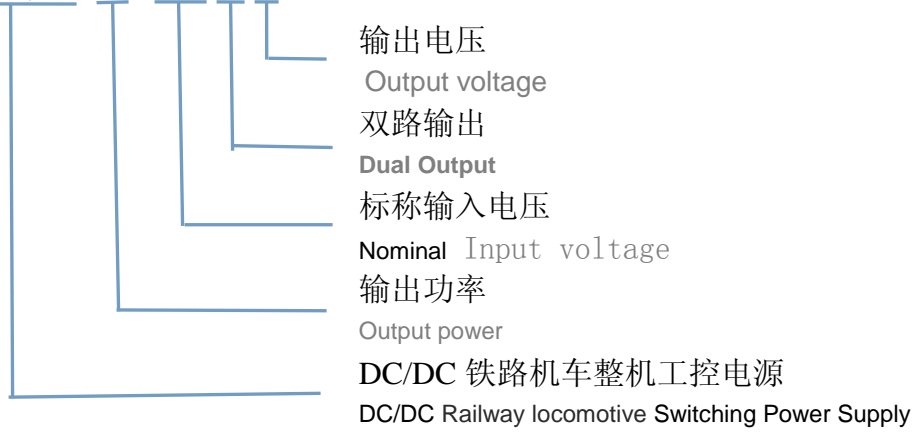 输出电压
Output voltage
双路输出
Dual Output
标称输入电压
Nominal Input voltage
输出功率
Output power
DC/DC 铁路机车整机工控电源
DC/DC Railway locomotive Switching Power Supply